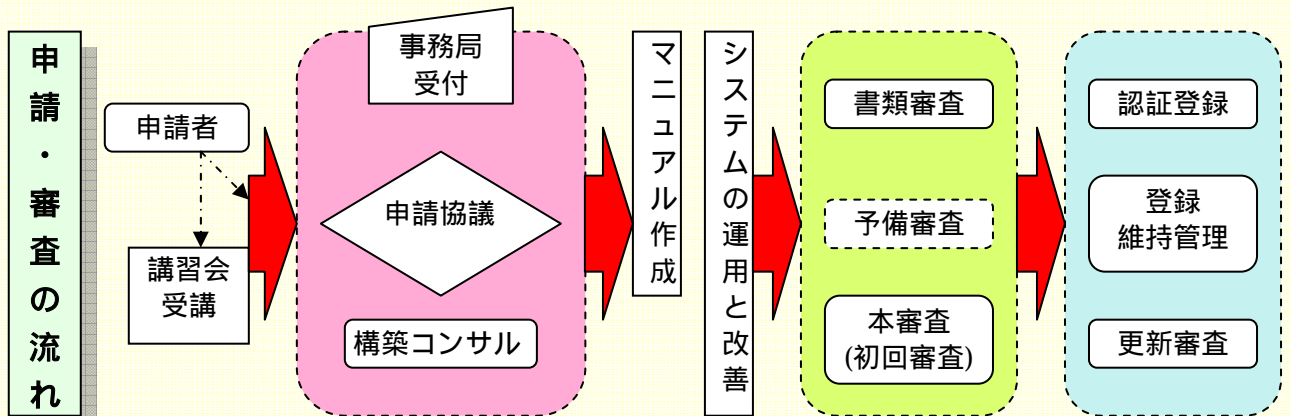 申請・審査の流れ
申請者
講習会
受講
事務局
受付
申請協議
構築コンサル
マニュアル作成
システムの運用と改善
書類審査
予備審査
本審査
(初回審査)
認証登録
登録
維持管理
更新審査